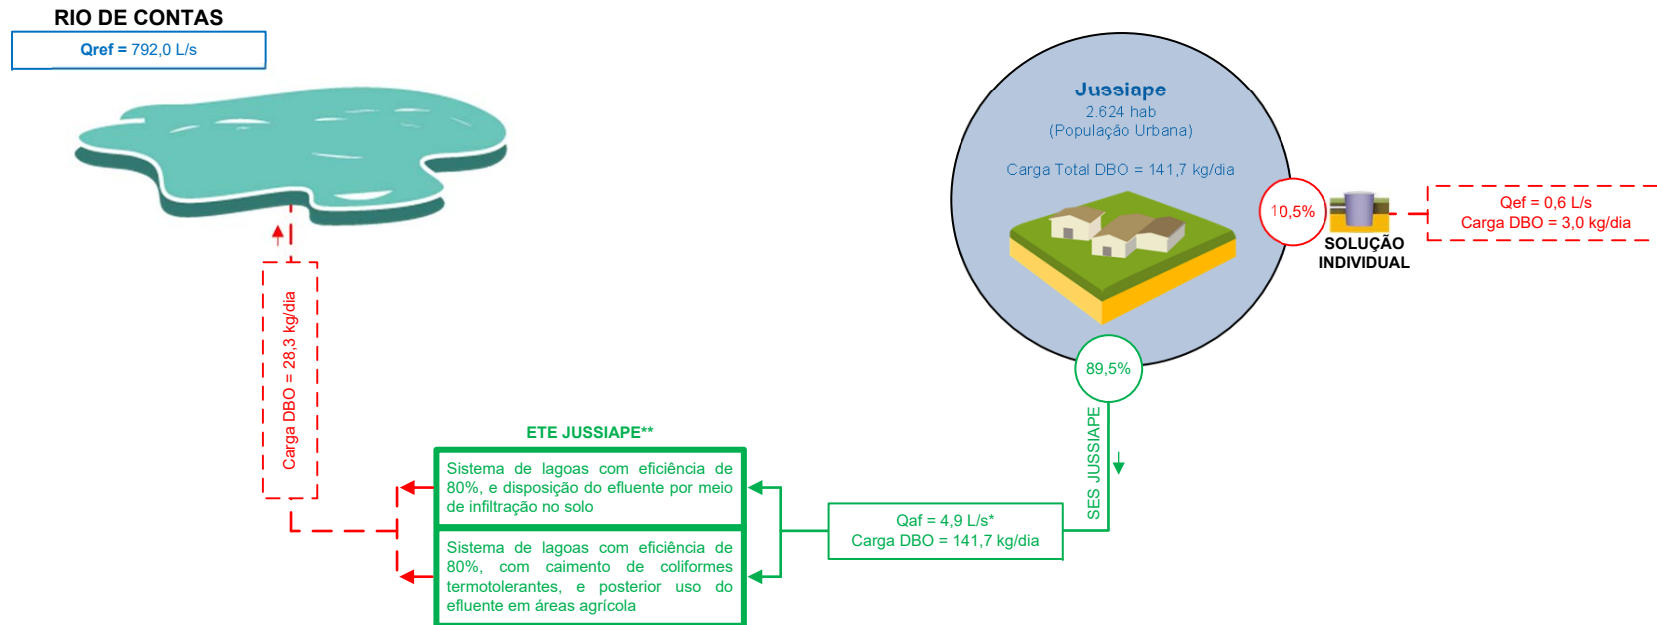 RIO DE CONTAS
Qref = 792,0 L/s
Jussiape
2.624 hab
(População Urbana)
Carga Total DBO = 141,7 kg/dia
10,5%
SOLUÇÃO
INDIVIDUAL
Qef = 0,6 L/s
Carga DBO = 3,0 kg/dia
89,5%
SES JUSSIAPE
Qaf = 4,9 L/s*
Carga DBO = 141,7 kg/dia
ETE JUSSIAPE**
Sistema de lagoas com eficiência de
80%, e disposição do efluente por meio
de infiltração no solo
Sistema de lagoas com eficiência de
80%, com caimento de coliformes
termotolerantes, e posterior uso do
efluente em áreas agrícola
Carga DBO = 28,3 kg/dia